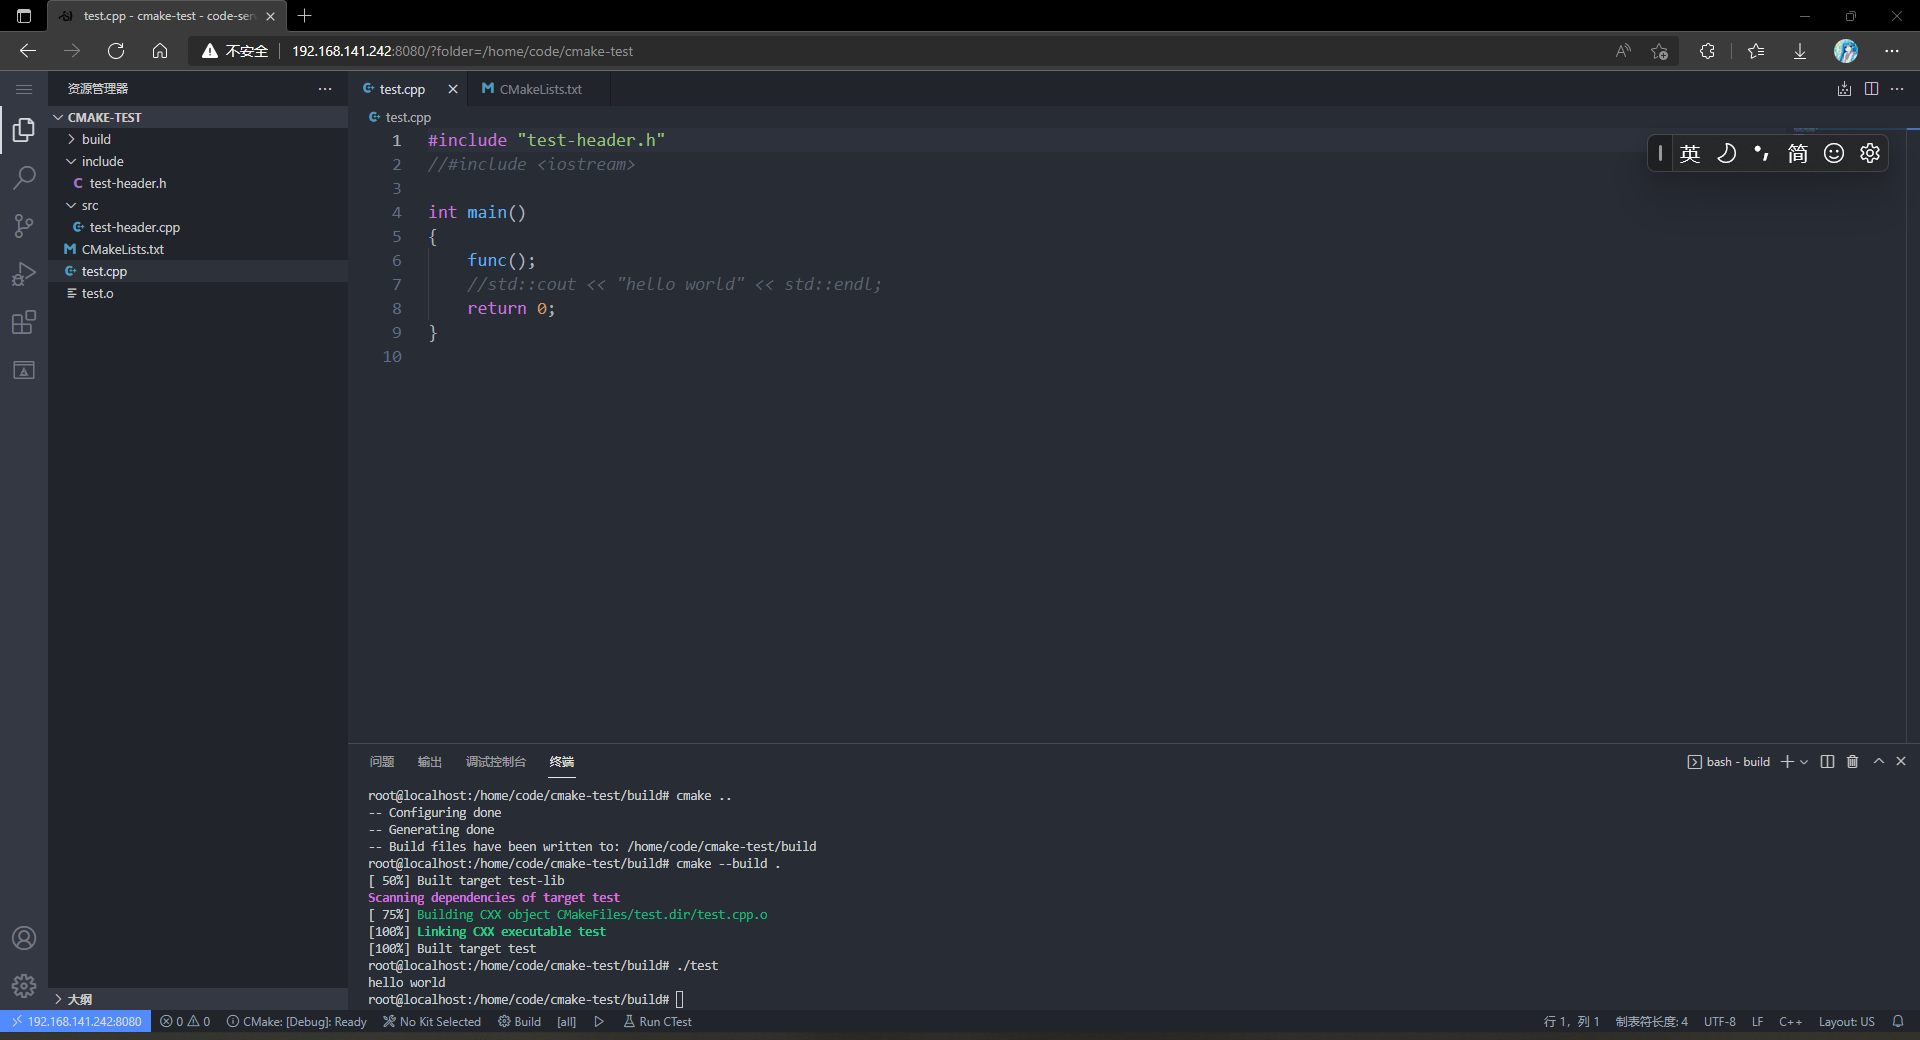 test.cpp - cmake-test - code-ser
不安全
192.168.141.242:8080/?folder=/home/code/cmake-test
资源管理器
test.cpp
CMakeLists.txt
CMAKE-TEST
build
include
test-header.h
src
test-header.cpp
CMakeLists.txt
test.cpp
test.o
大纲
test.cpp
1 #include "test-header.h"
2 //#include <iostream>
3
4 int main()
5 {
6 func();
7 //std::cout << "hello world" << std::endl;
8 return 0;
9 }
10
英 简
问题 输出 调试控制台 终端
bash - build
root@localhost:/home/code/cmake-test/build# cmake ..
-- Configuring done
-- Generating done
-- Build files have been written to: /home/code/cmake-test/build
root@localhost:/home/code/cmake-test/build# cmake --build .
[ 50%] Built target test-lib
Scanning dependencies of target test
[ 75%] Building CXX object CMakeFiles/test.dir/test.cpp.o
[100%] Linking CXX executable test
[100%] Built target test
root@localhost:/home/code/cmake-test/build# ./test
hello world
root@localhost:/home/code/cmake-test/build#
192.168.141.242:8080 0 0 CMake: [Debug]: Ready No Kit Selected Build [all] Run CTest 行 1，列 1 制表符长度: 4 UTF-8 LF C++ Layout: US